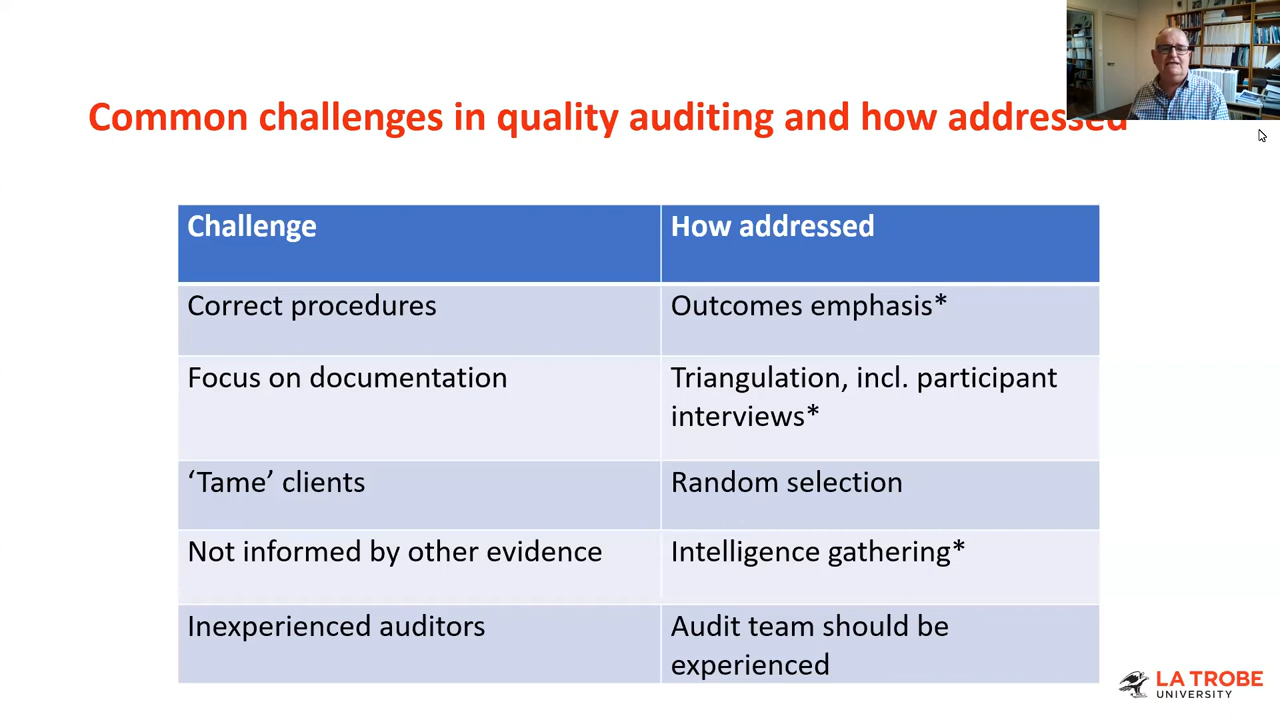 Common challenges in quality auditing and how addressed
Challenge
How addressed
Correct procedures
Outcomes emphasis*
Focus on documentation
Triangulation, incl. participant
interviews*
‘Tame’ clients
Random selection
Not informed by other evidence
Intelligence gathering*
Inexperienced auditors
Audit team should be
experienced
LA TROBE
UNIVERSITY